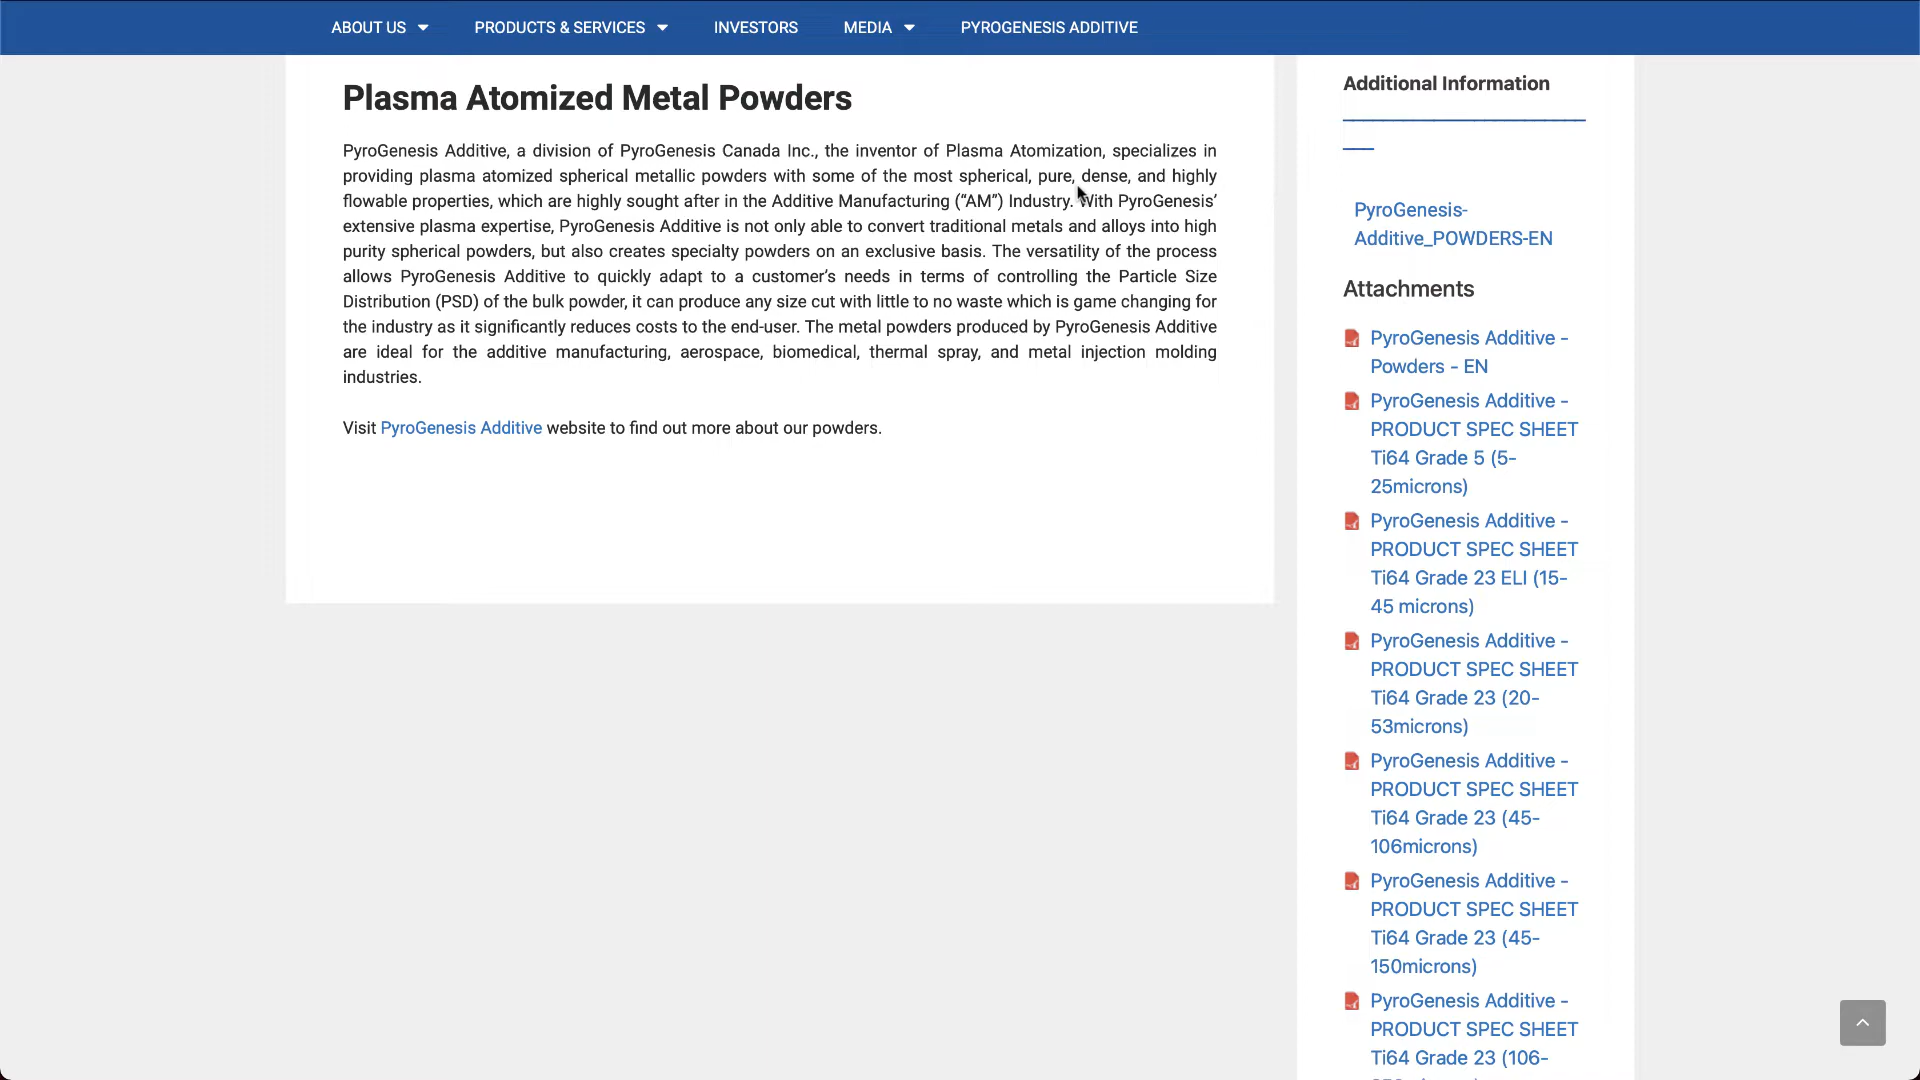 ABOUT US
PRODUCTS & SERVICES
INVESTORS
MEDIA
PYROGENESIS ADDITIVE
Plasma Atomized Metal Powders
PyroGenesis Additive, a division of PyroGenesis Canada Inc., the inventor of Plasma Atomization, specializes in
providing plasma atomized spherical metallic powders with some of the most spherical, pure, dense, and highly
flowable properties, which are highly sought after in the Additive Manufacturing (“AM”) Industry. With PyroGenesis’
extensive plasma expertise, PyroGenesis Additive is not only able to convert traditional metals and alloys into high
purity spherical powders, but also creates specialty powders on an exclusive basis. The versatility of the process
allows PyroGenesis Additive to quickly adapt to a customer’s needs in terms of controlling the Particle Size
Distribution (PSD) of the bulk powder, it can produce any size cut with little to no waste which is game changing for
the industry as it significantly reduces costs to the end-user. The metal powders produced by PyroGenesis Additive
are ideal for the additive manufacturing, aerospace, biomedical, thermal spray, and metal injection molding
industries.
Visit PyroGenesis Additive website to find out more about our powders.
Additional Information
PyroGenesis-
Additive_POWDERS-EN
Attachments
PyroGenesis Additive -
Powders - EN
PyroGenesis Additive -
PRODUCT SPEC SHEET
Ti64 Grade 5 (5-
25microns)
PyroGenesis Additive -
PRODUCT SPEC SHEET
Ti64 Grade 23 ELI (15-
45 microns)
PyroGenesis Additive -
PRODUCT SPEC SHEET
Ti64 Grade 23 (20-
53microns)
PyroGenesis Additive -
PRODUCT SPEC SHEET
Ti64 Grade 23 (45-
106microns)
PyroGenesis Additive -
PRODUCT SPEC SHEET
Ti64 Grade 23 (45-
150microns)
PyroGenesis Additive -
PRODUCT SPEC SHEET
Ti64 Grade 23 (106-